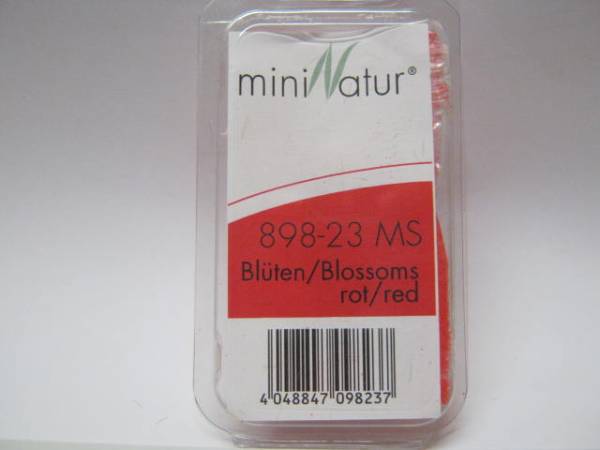 miniNatur®
898-23 MS
Blüten/Blossoms
rot/red
4 048847 098237